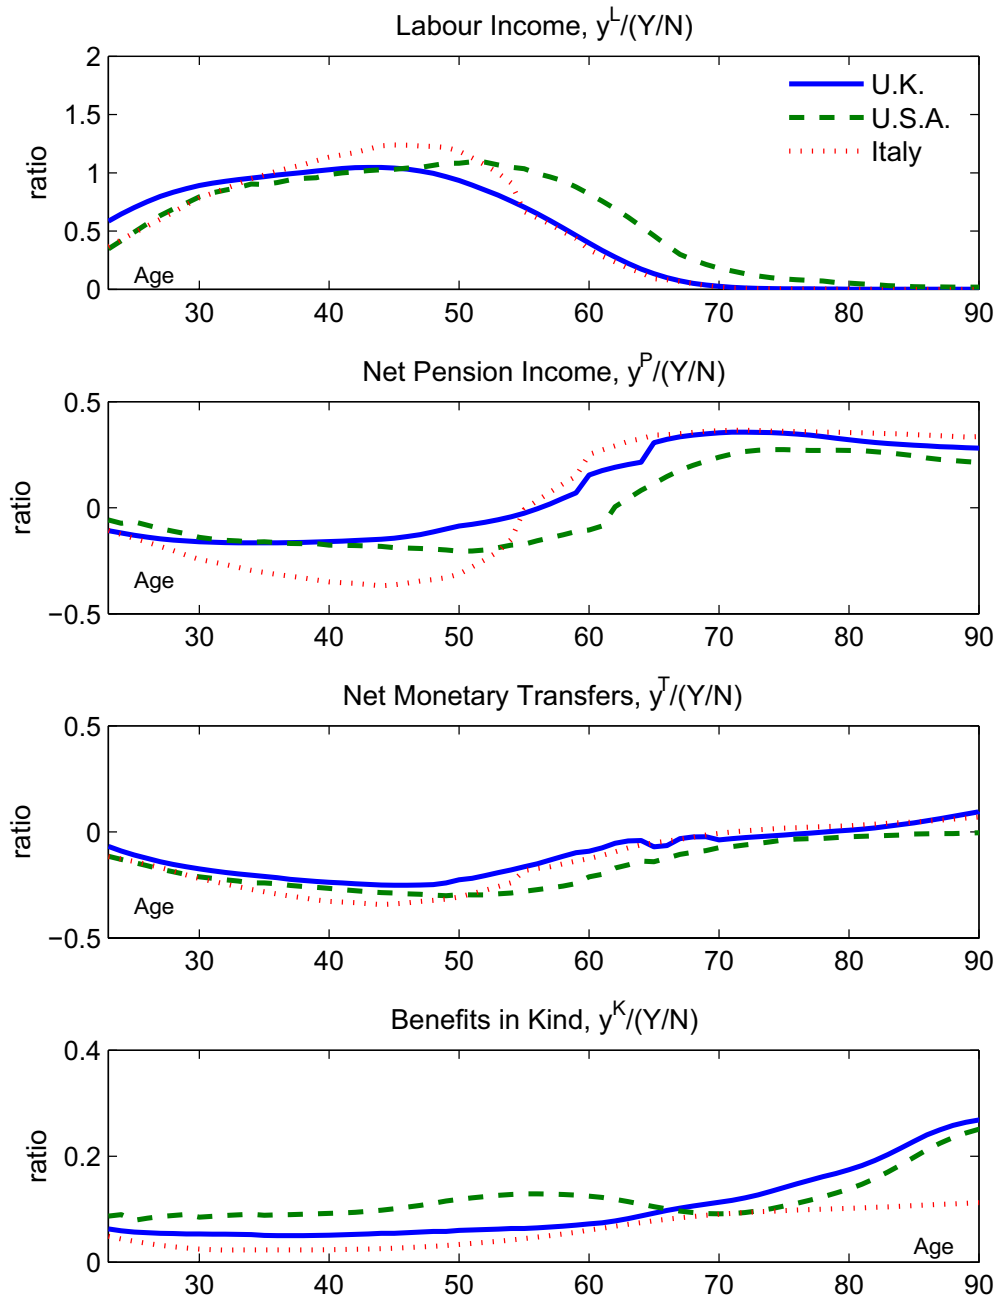 Labour Income, y^L/(Y/N)
2
1.5
1
0.5
0
ratio
U.K.
U.S.A.
Italy
Age
30 40 50 60 70 80 90
Net Pension Income, y^P/(Y/N)
0.5
0
−0.5
ratio
Age
30 40 50 60 70 80 90
Net Monetary Transfers, y^T/(Y/N)
0.5
0
−0.5
ratio
Age
30 40 50 60 70 80 90
Benefits in Kind, y^K/(Y/N)
0.4
0.2
0
ratio
Age
30 40 50 60 70 80 90